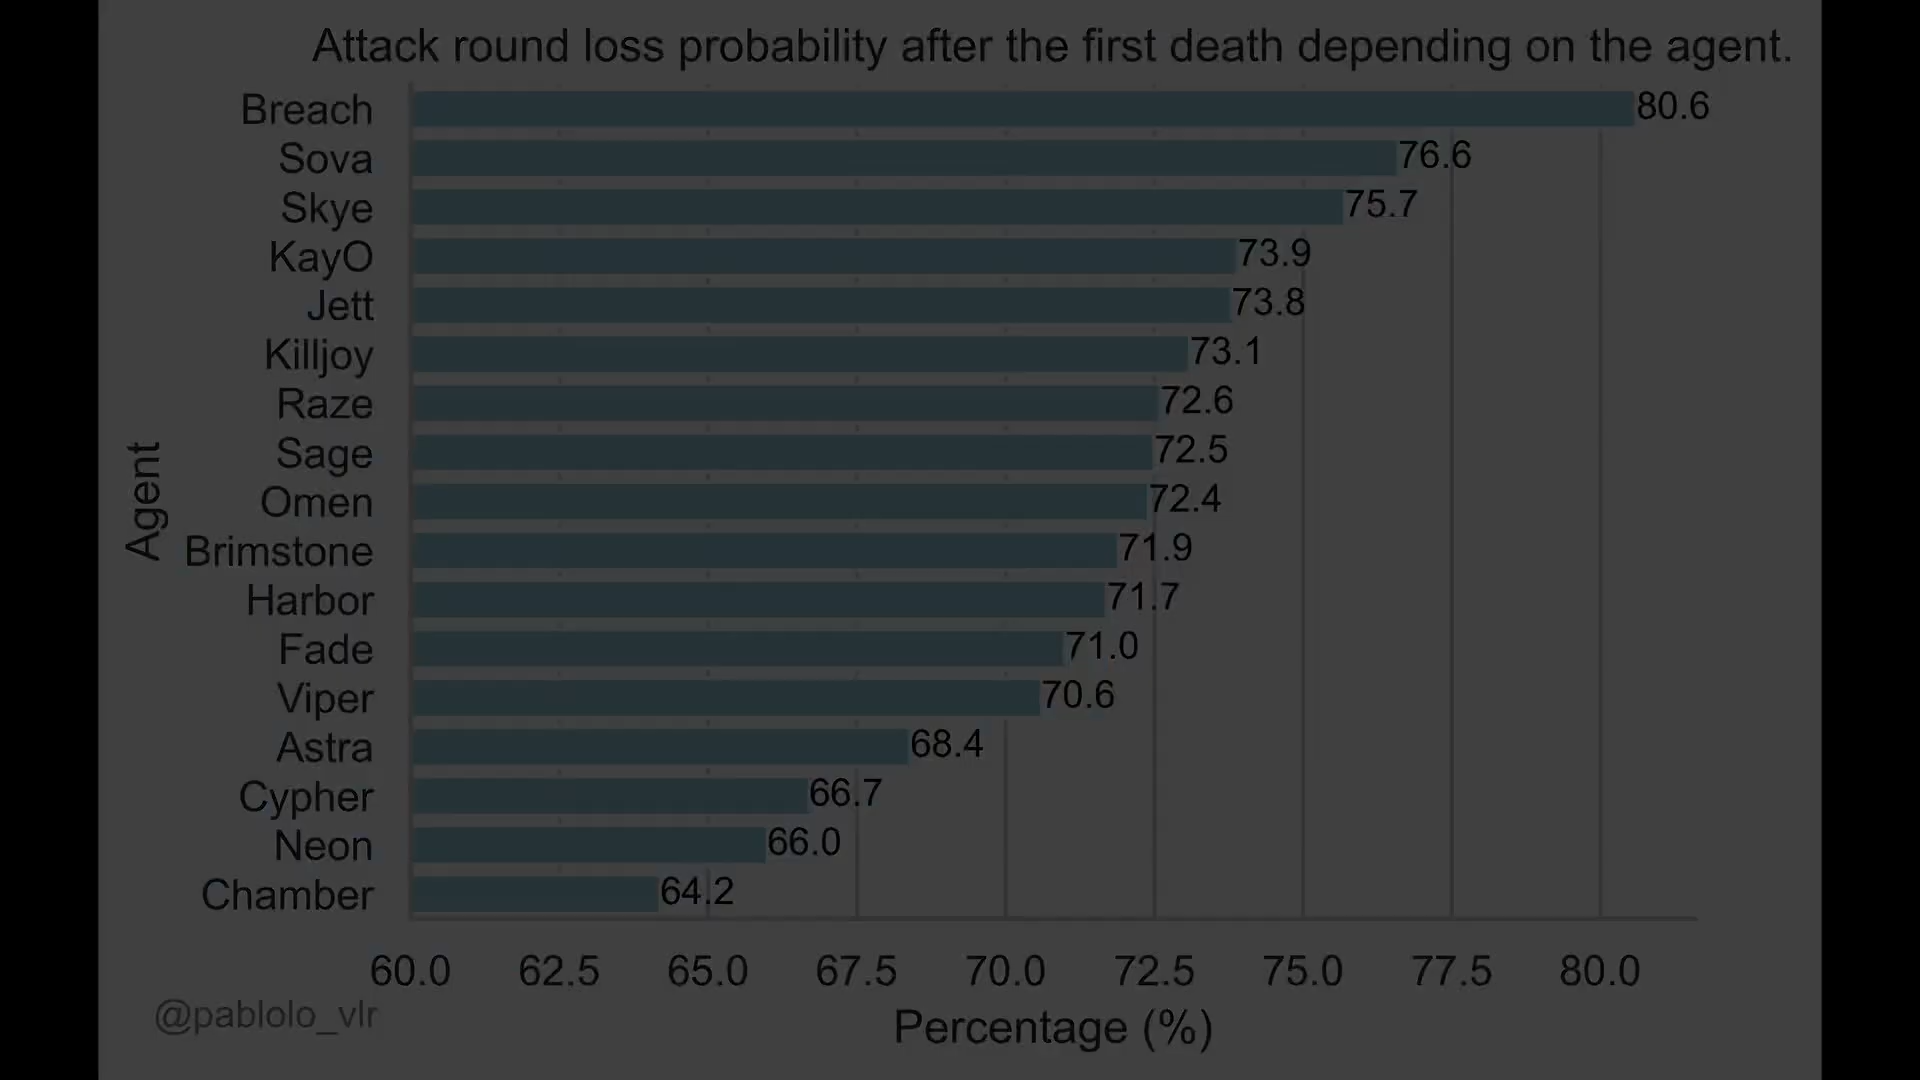 Attack round loss probability after the first death depending on the agent.
Breach 80.6
Sova 76.6
Skye 75.7
KayO 73.9
Jett 73.8
Killjoy 73.1
Raze 72.6
Sage 72.5
Omen 72.4
Brimstone 71.9
Harbor 71.7
Fade 71.0
Viper 70.6
Astra 68.4
Cypher 66.7
Neon 66.0
Chamber 64.2
Agent
60.0 62.5 65.0 67.5 70.0 72.5 75.0 77.5 80.0
Percentage (%)
@pablolo_vlr